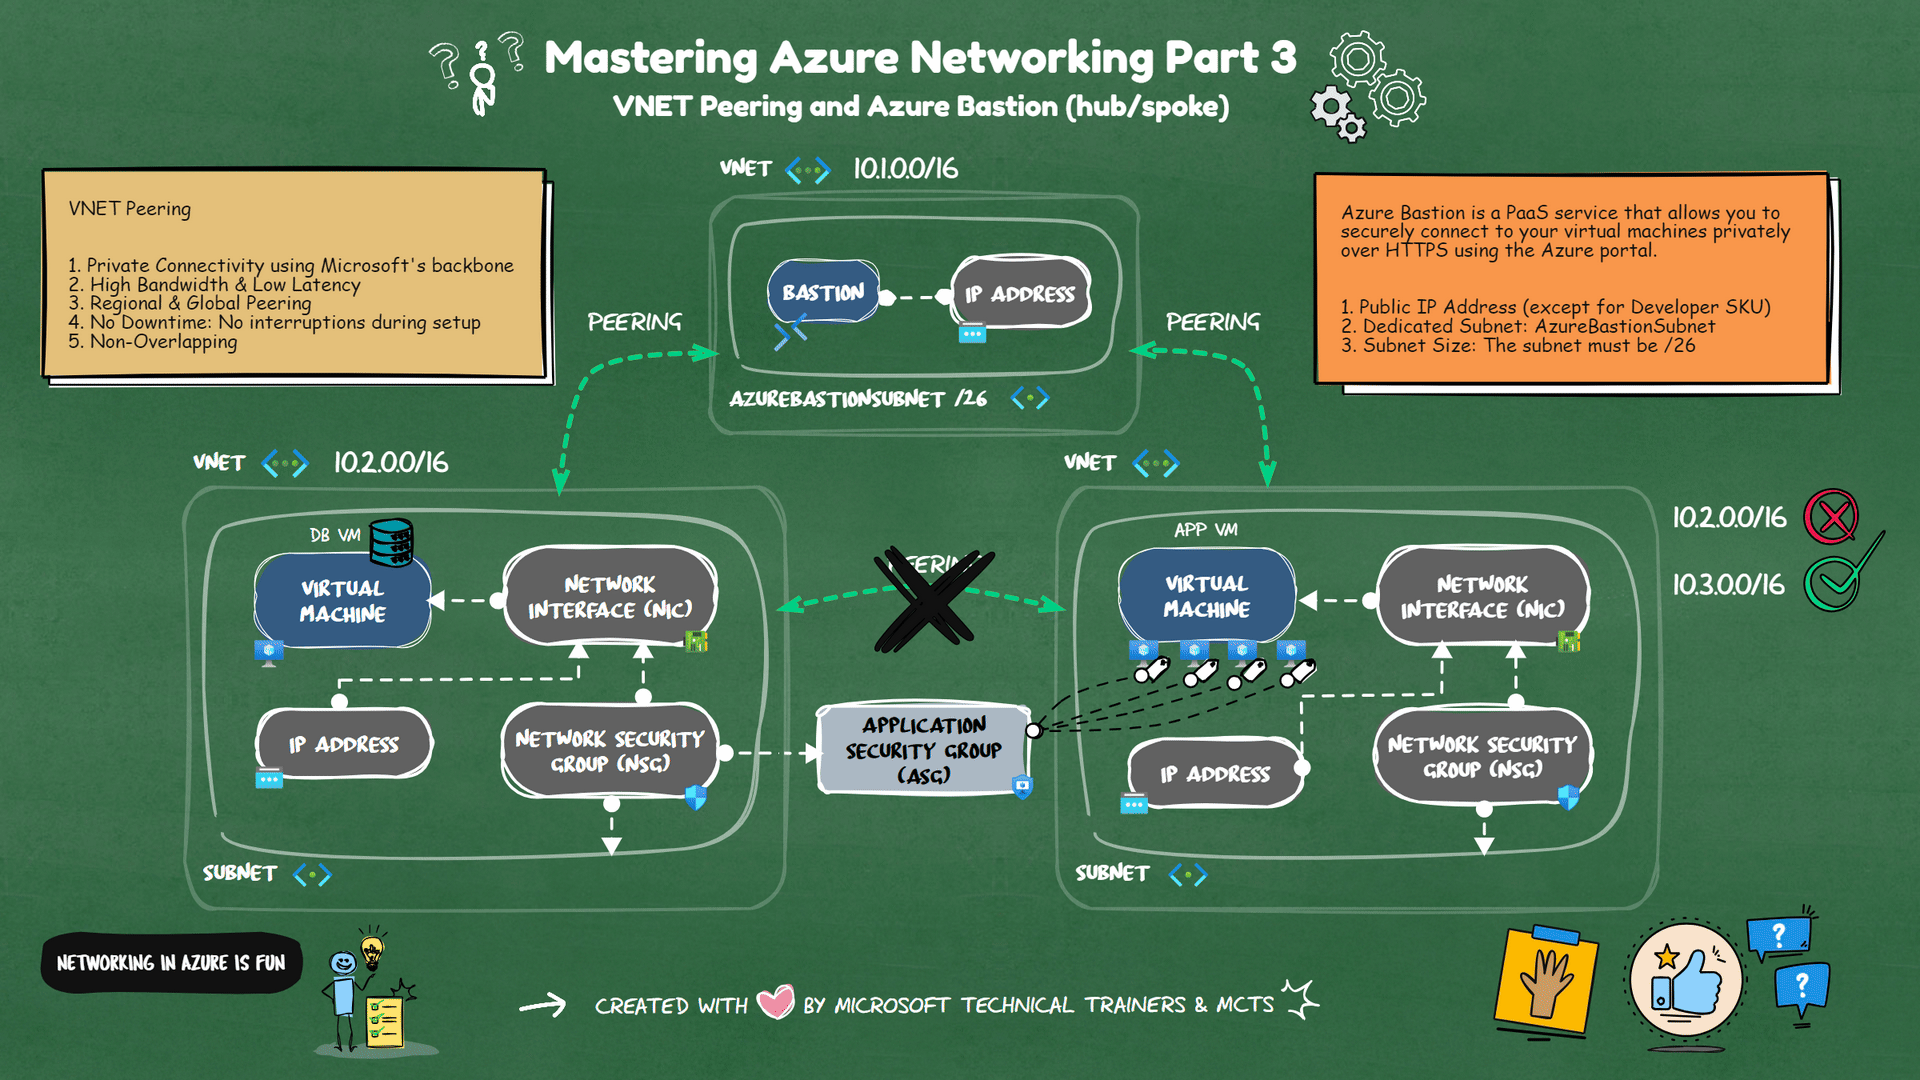 Mastering Azure Networking Part 3
VNET Peering and Azure Bastion (hub/spoke)
VNET Peering
1. Private Connectivity using Microsoft's backbone
2. High Bandwidth & Low Latency
3. Regional & Global Peering
4. No Downtime: No interruptions during setup
5. Non-Overlapping
VNET
10.1.0.0/16
BASTION
IP ADDRESS
AZUREBASTIONSUBNET /26
Azure Bastion is a PaaS service that allows you to
securely connect to your virtual machines privately
over HTTPS using the Azure portal.
1. Public IP Address (except for Developer SKU)
2. Dedicated Subnet: AzureBastionSubnet
3. Subnet Size: The subnet must be /26
PEERING
PEERING
VNET
10.2.0.0/16
DB VM
VIRTUAL
MACHINE
NETWORK
INTERFACE (NIC)
IP ADDRESS
NETWORK SECURITY
GROUP (NSG)
SUBNET
PEERING
APPLICATION
SECURITY GROUP
(ASG)
VNET
APP VM
VIRTUAL
MACHINE
NETWORK
INTERFACE (NIC)
IP ADDRESS
NETWORK SECURITY
GROUP (NSG)
SUBNET
10.2.0.0/16
10.3.0.0/16
NETWORKING IN AZURE IS FUN
CREATED WITH BY MICROSOFT TECHNICAL TRAINERS & MCTS